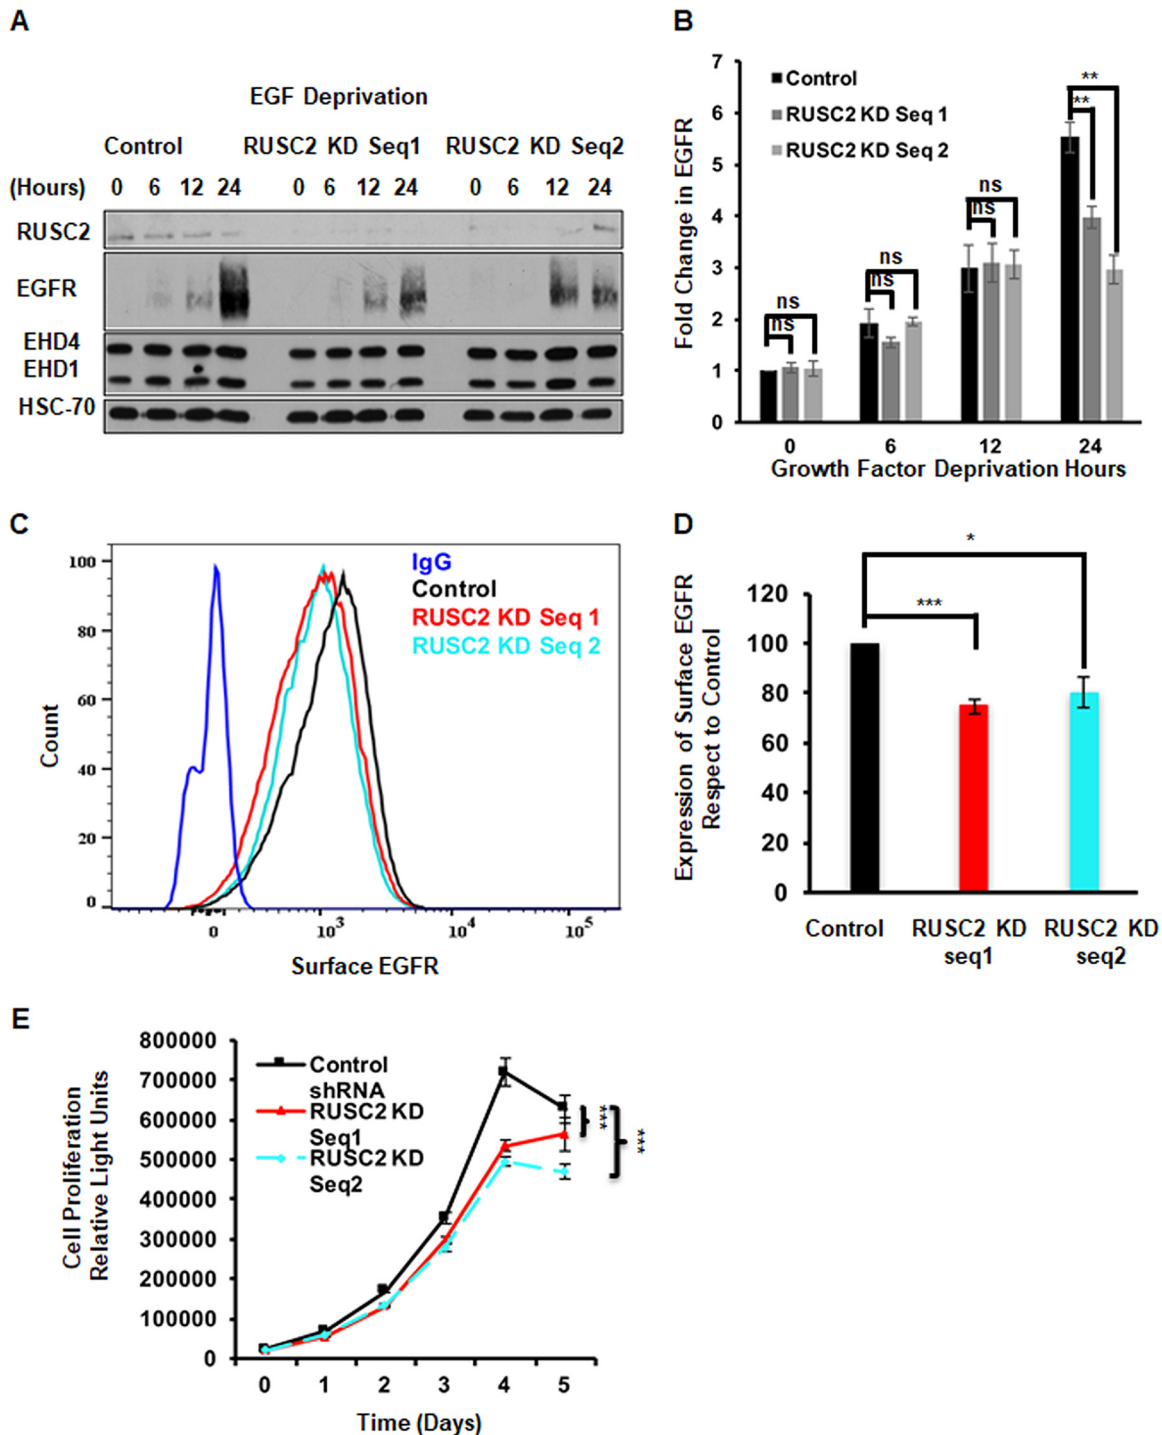 A
EGF Deprivation
Control RUSC2 KD Seq1 RUSC2 KD Seq2
(Hours) 0 6 12 24 0 6 12 24 0 6 12 24
RUSC2
EGFR
EHD4
EHD1
HSC-70
B
Fold Change in EGFR
7
6
5
4
3
2
1
0
Control
RUSC2 KD Seq 1
RUSC2 KD Seq 2
ns
ns
ns
ns
ns
ns
**
**
0 6 12 24
Growth Factor Deprivation Hours
C
Count
100
80
60
40
20
0
IgG
Control
RUSC2 KD Seq 1
RUSC2 KD Seq 2
0 10³ 10⁴ 10⁵
Surface EGFR
D
Expression of Surface EGFR
Respect to Control
120
100
80
60
40
20
0
*
***
Control RUSC2 KD RUSC2 KD
seq1 seq2
E
Cell Proliferation
Relative Light Units
800000
700000
600000
500000
400000
300000
200000
100000
0
Control
shRNA
RUSC2 KD
Seq1
RUSC2 KD
Seq2
***
***
0 1 2 3 4 5
Time (Days)